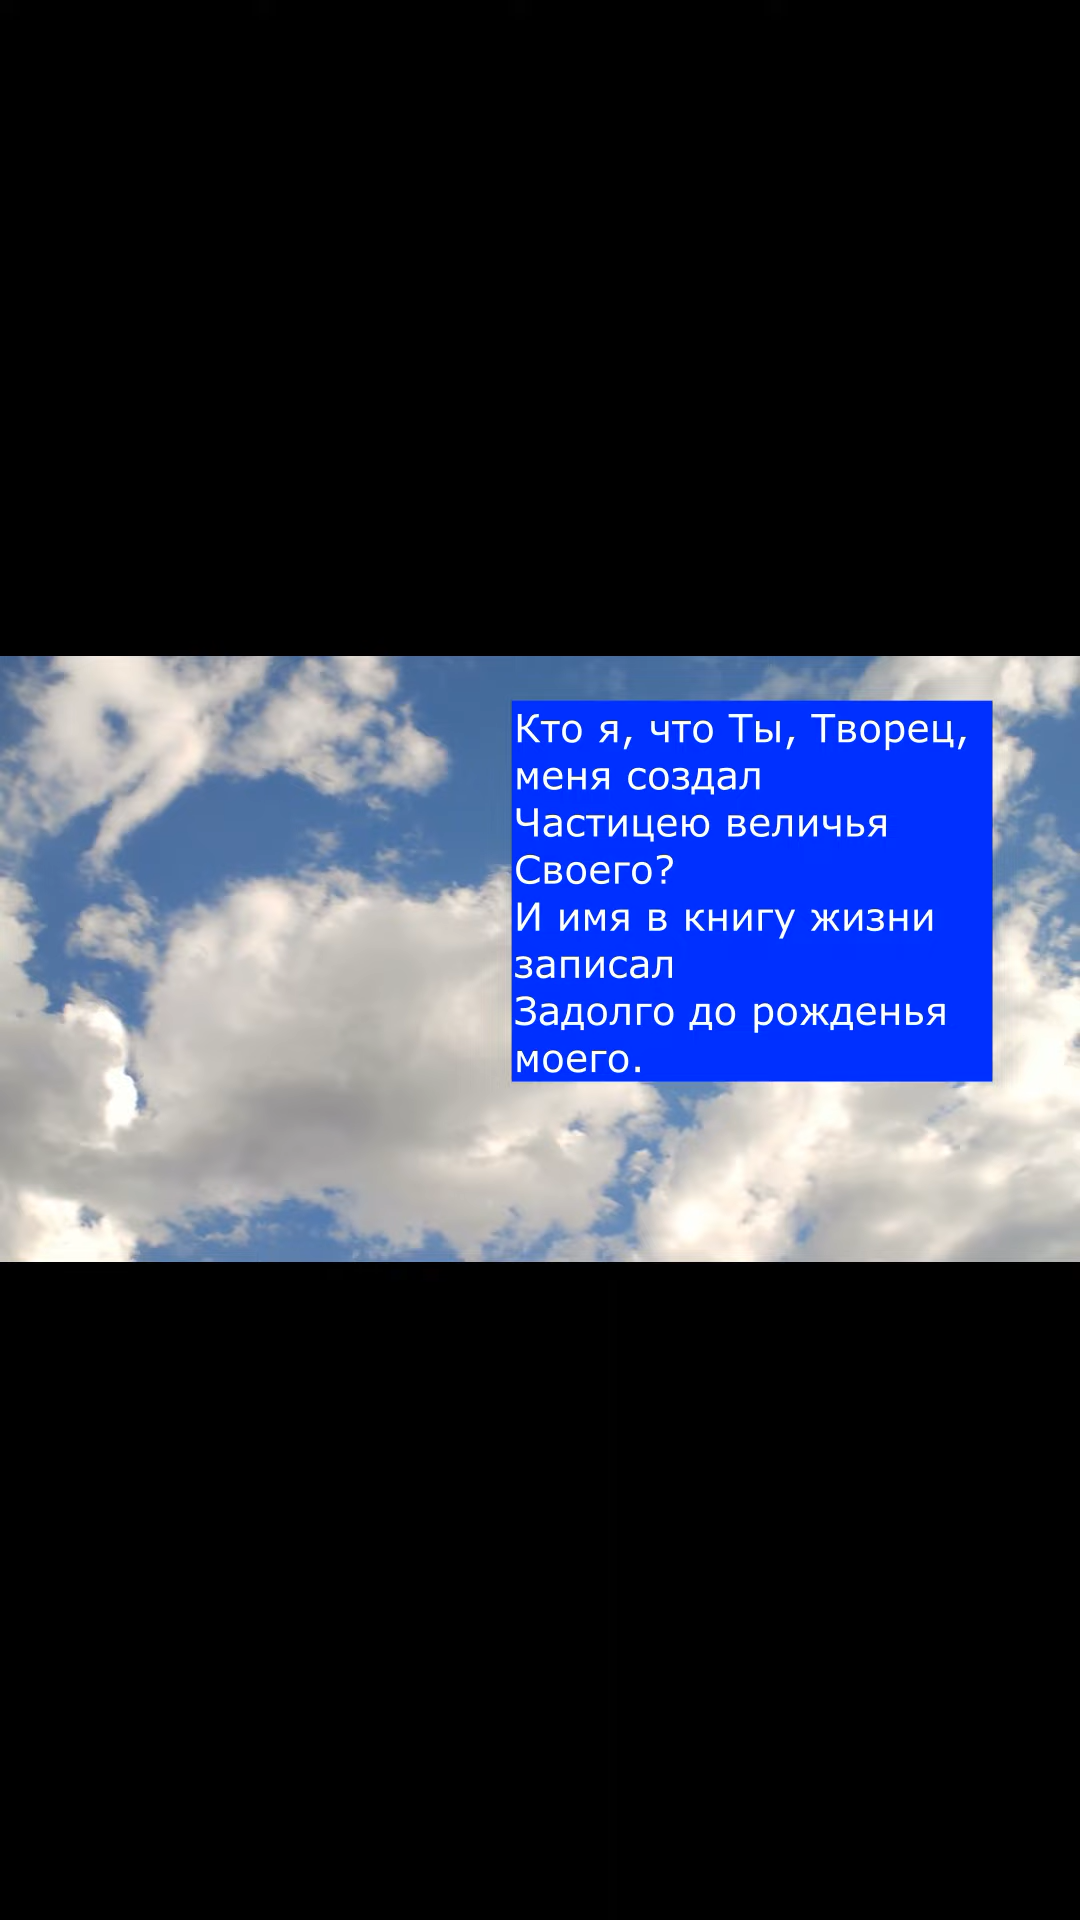 Кто я, что Ты, Творец,
меня создал
Частицею величья
Своего?
И имя в книгу жизни
записал
Задолго до рожденья
моего.